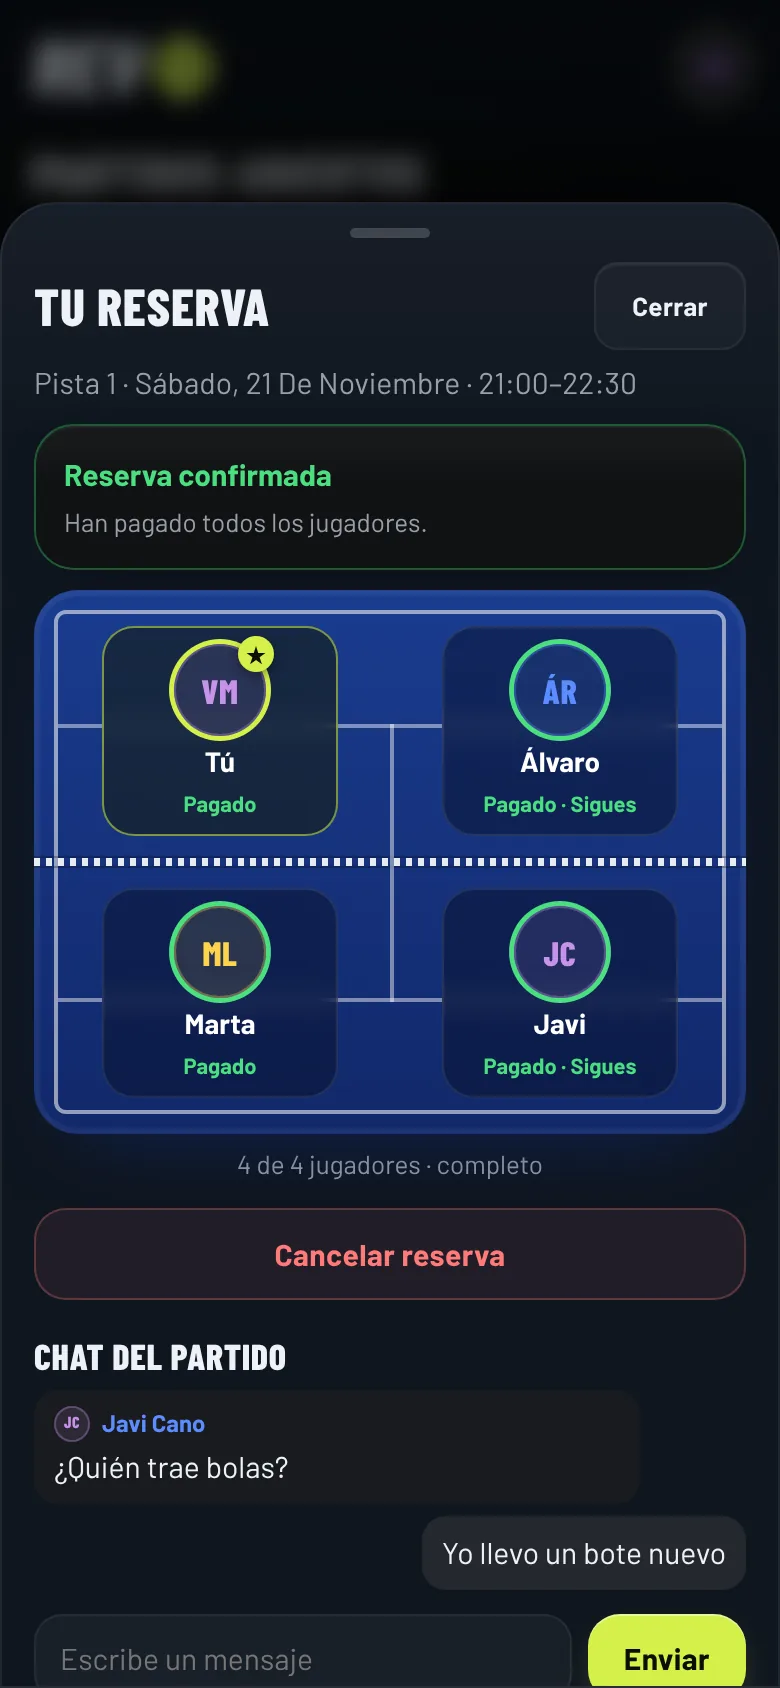 TU RESERVA
Cerrar
Pista 1 · Sábado, 21 De Noviembre · 21:00–22:30
Reserva confirmada
Han pagado todos los jugadores.
VM
Tú
Pagado
ÁR
Álvaro
Pagado · Sigues
ML
Marta
Pagado
JC
Javi
Pagado · Sigues
4 de 4 jugadores · completo
Cancelar reserva
CHAT DEL PARTIDO
JC Javi Cano
¿Quién trae bolas?
Yo llevo un bote nuevo
Escribe un mensaje
Enviar